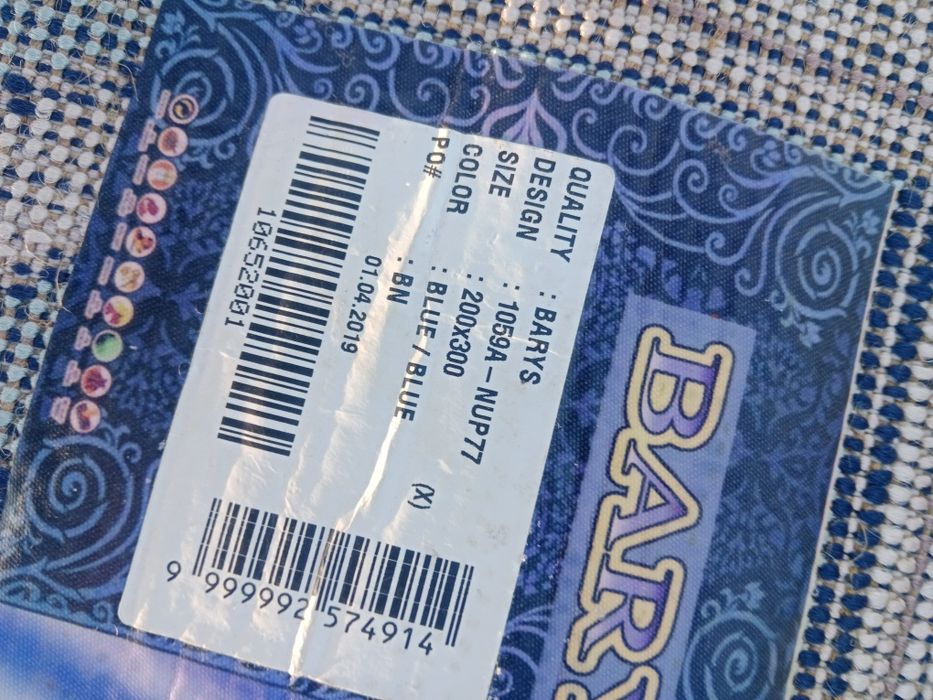 QUALITY : BARYS
DESIGN : 1059A-NUP77
SIZE : 200x300
COLOR : BLUE / BLUE
PO# : BN (X)
01.04.2019
10652001
9 999992 574914
BARY